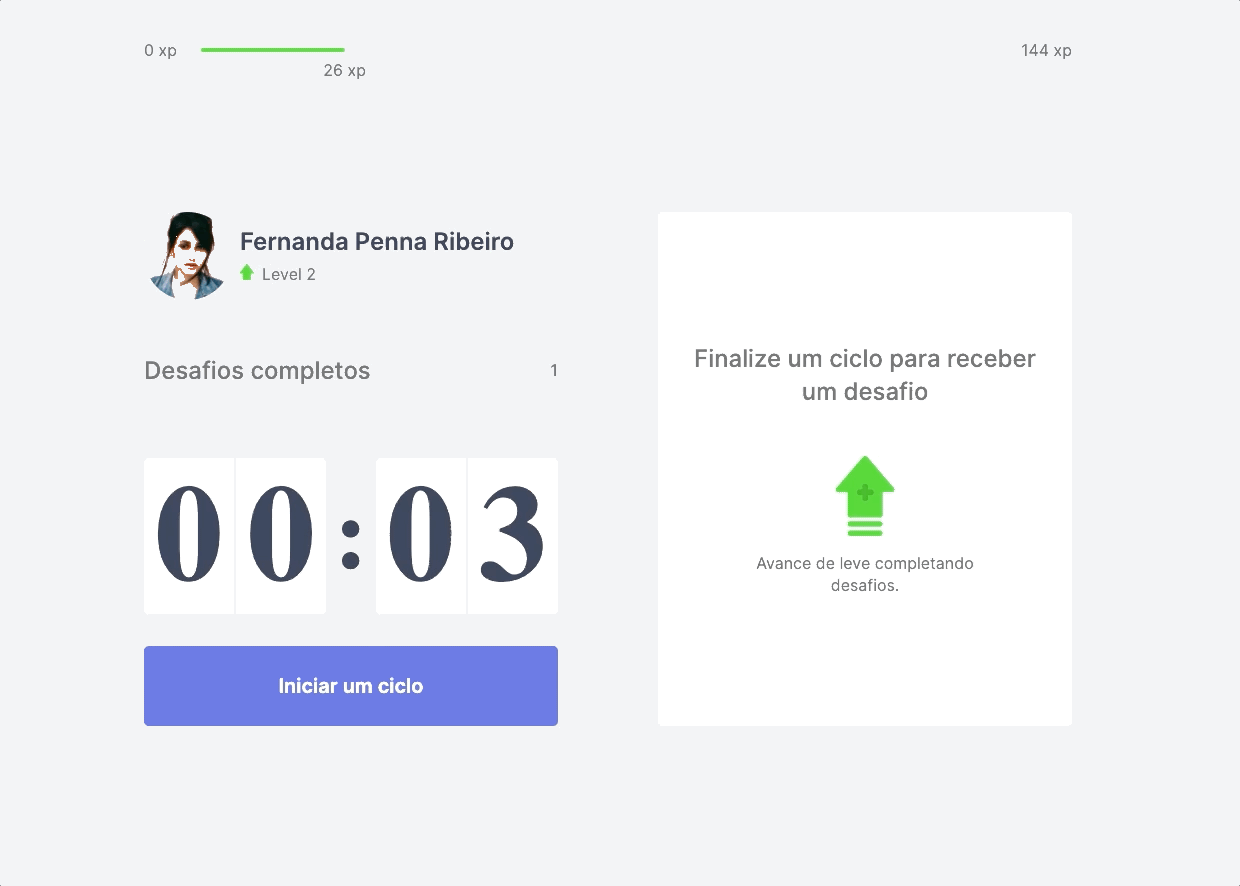 0 xp
144 xp
26 xp
Fernanda Penna Ribeiro
Level 2
Desafios completos
1
00:03
Iniciar um ciclo
Finalize um ciclo para receber
um desafio
Avance de leve completando
desafios.